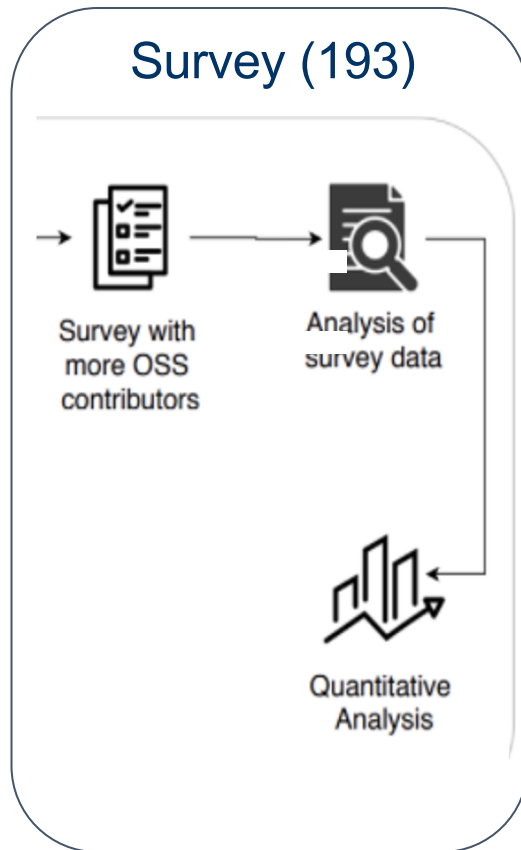 Survey (193)
Survey with
more OSS
contributors
Analysis of
survey data
Quantitative
Analysis